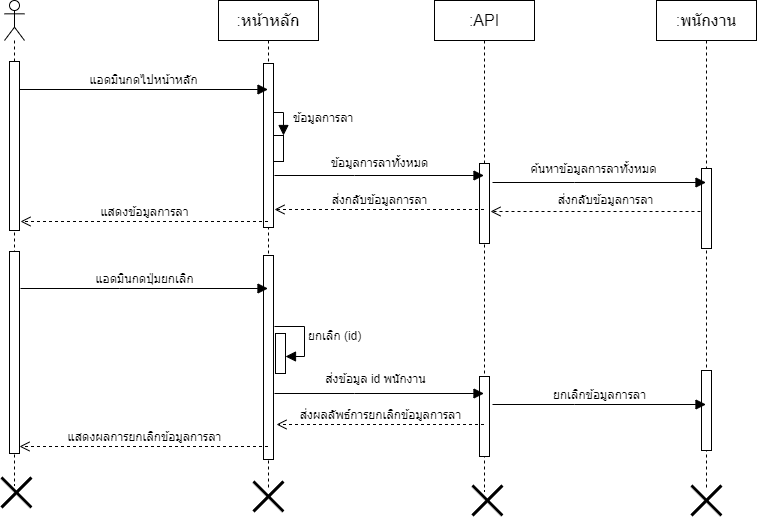 :หน้าหลัก
:API
:พนักงาน
แอดมินกดไปหน้าหลัก
ข้อมูลการลา
ข้อมูลการลาทั้งหมด
ค้นหาข้อมูลการลาทั้งหมด
ส่งกลับข้อมูลการลา
ส่งกลับข้อมูลการลา
แสดงข้อมูลการลา
แอดมินกดปุ่มยกเลิก
ยกเลิก (id)
ส่งข้อมูล id พนักงาน
ยกเลิกข้อมูลการลา
ส่งผลลัพธ์การยกเลิกข้อมูลการลา
แสดงผลการยกเลิกข้อมูลการลา